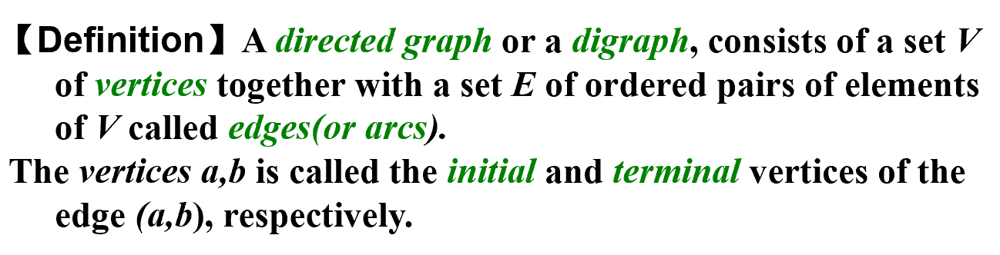 【Definition】A directed graph or a digraph, consists of a set V
of vertices together with a set E of ordered pairs of elements
of V called edges(or arcs).
The vertices a,b is called the initial and terminal vertices of the
edge (a,b), respectively.